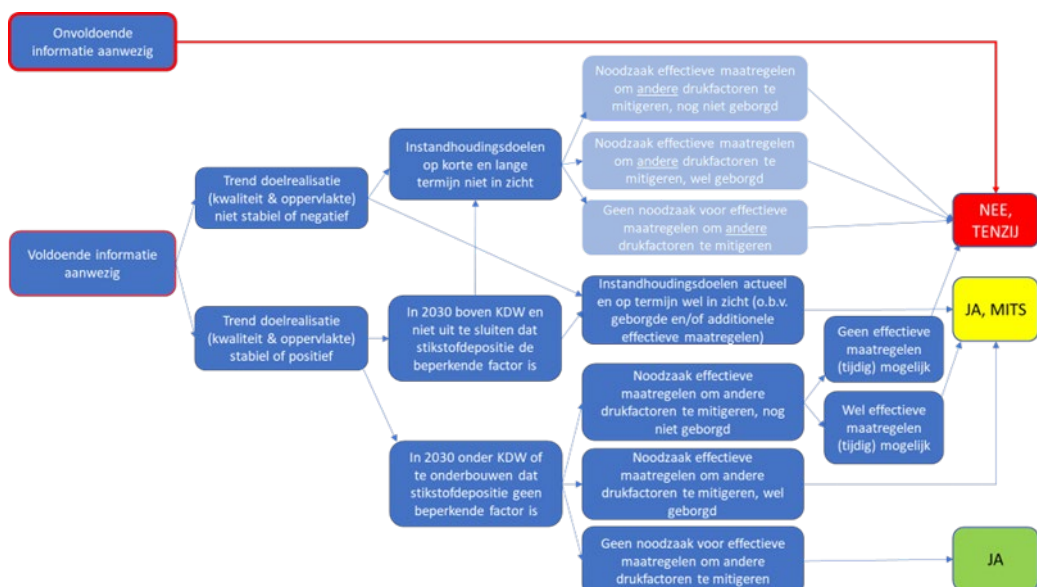 Onvoldoende
informatie aanwezig
Noodzaak effectieve maatregelen
om andere drukfactoren te
mitigeren, nog niet geborgd
Instandhoudingsdoelen
op korte en lange
termijn niet in zicht
Noodzaak effectieve maatregelen
om andere drukfactoren te
mitigeren, wel geborgd
Trend doelrealisatie
(kwaliteit & oppervlakte)
niet stabiel of negatief
Geen noodzaak voor effectieve
maatregelen om andere
drukfactoren te mitigeren
NEE,
TENZIJ
Voldoende informatie
aanwezig
Trend doelrealisatie
(kwaliteit & oppervlakte)
stabiel of positief
In 2030 boven KDW en
niet uit te sluiten dat
stikstofdepositie de
beperkende factor is
Instandhoudingsdoelen actueel
en op termijn wel in zicht (o.b.v.
geborgde en/of additionele
effectieve maatregelen)
JA, MITS
Geen effectieve
maatregelen
(tijdig) mogelijk
Noodzaak effectieve
maatregelen om andere
drukfactoren te mitigeren, nog
niet geborgd
Wel effectieve
maatregelen
(tijdig) mogelijk
In 2030 onder KDW of
te onderbouwen dat
stikstofdepositie geen
beperkende factor is
Noodzaak effectieve
maatregelen om andere
drukfactoren te mitigeren, wel
geborgd
Geen noodzaak voor effectieve
maatregelen om andere
drukfactoren te mitigeren
JA